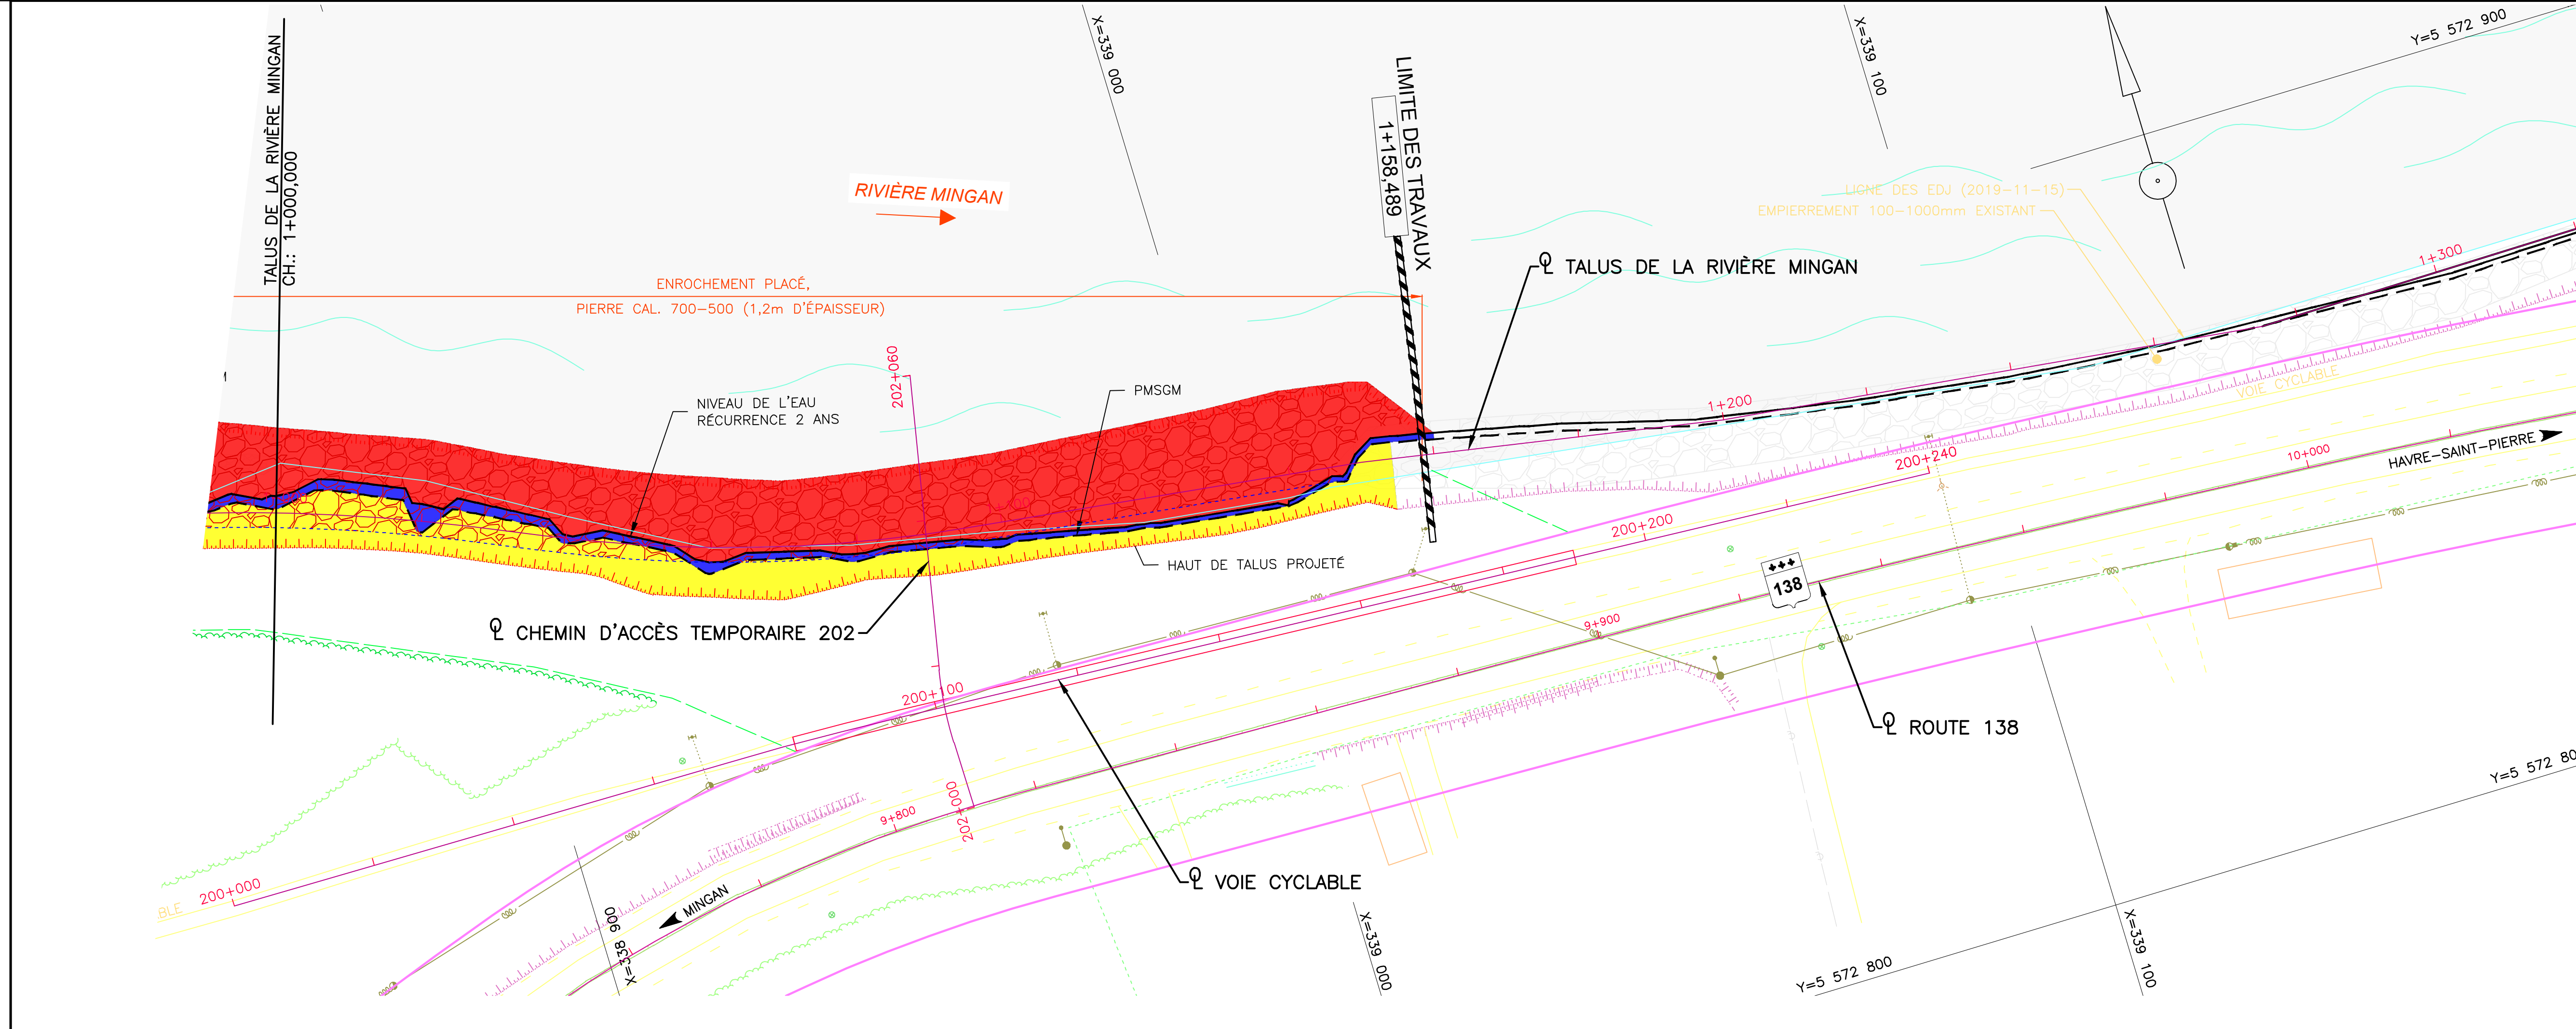 TALUS DE LA RIVIÈRE MINGAN
CH.: 1+000,000
X=339 000
LIMITE DES TRAVAUX
1+158,489
X=339 100
Y=5 572 900
RIVIÈRE MINGAN
LIGNE DES EDJ (2019-11-15)
EMPIERREMENT 100-1000mm EXISTANT
TALUS DE LA RIVIÈRE MINGAN
1+300
ENROCHEMENT PLACÉ,
PIERRE CAL. 700-500 (1,2m D'ÉPAISSEUR)
202+060
PMSGM
NIVEAU DE L'EAU
RÉCURRENCE 2 ANS
1+200
VOIE CYCLABLE
200+240
10+000
HAVRE-SAINT-PIERRE
200+200
HAUT DE TALUS PROJETÉ
138
9+900
CHEMIN D'ACCÈS TEMPORAIRE 202
200+100
ROUTE 138
Y=5 572 80
202+000
9+800
VOIE CYCLABLE
200+000
BLE
MINGAN
X=338 900
X=339 000
X=339 100
Y=5 572 800